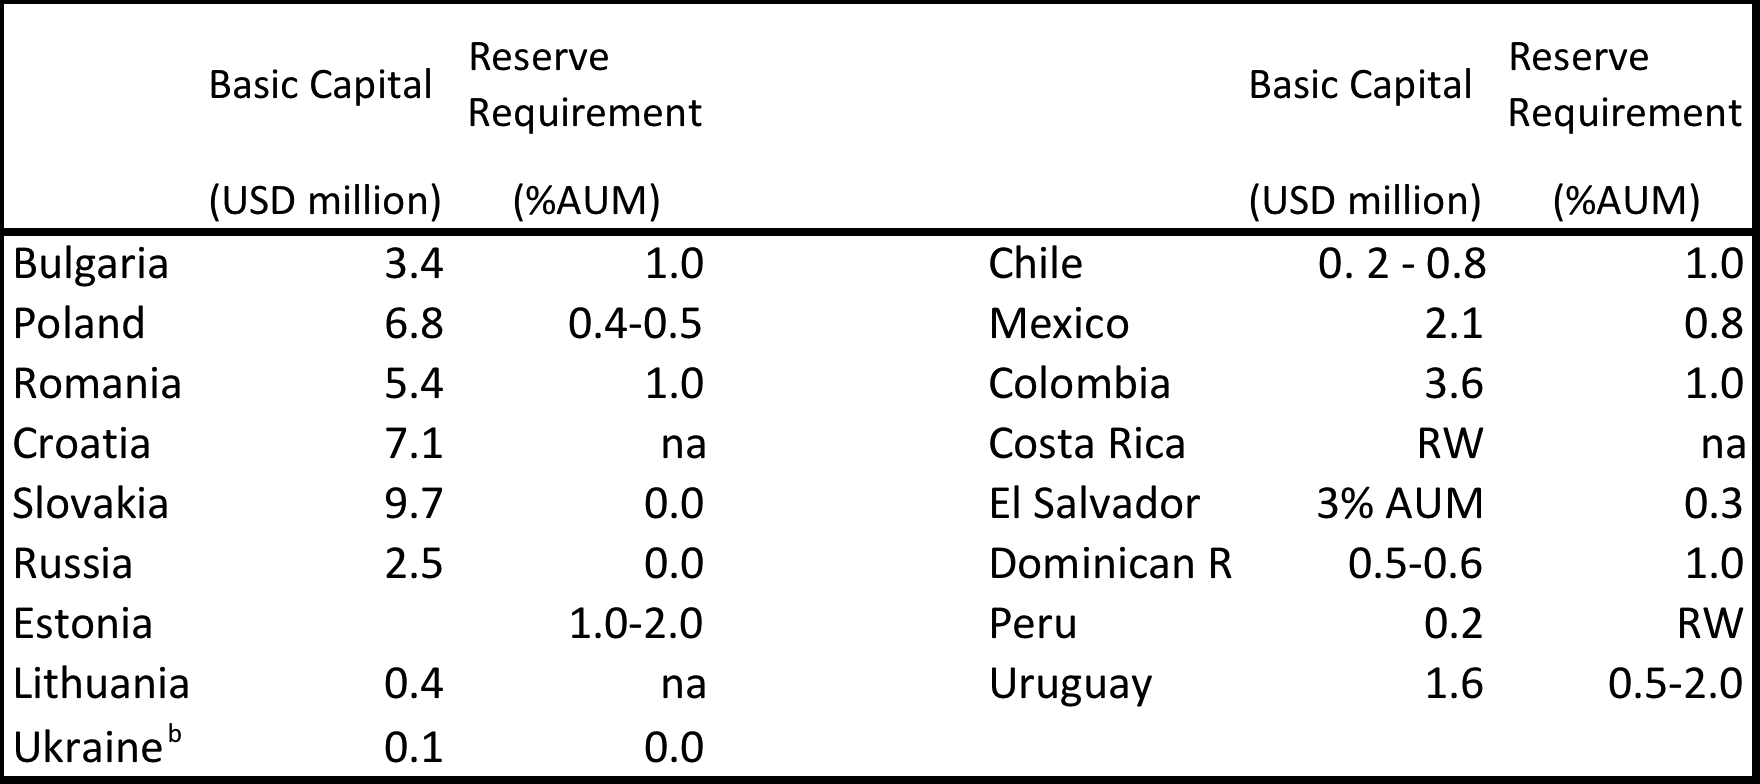 Basic Capital Reserve Requirement Basic Capital Reserve Requirement
(USD million) (%AUM) (USD million) (%AUM)
Bulgaria 3.4 1.0 Chile 0. 2 - 0.8 1.0
Poland 6.8 0.4-0.5 Mexico 2.1 0.8
Romania 5.4 1.0 Colombia 3.6 1.0
Croatia 7.1 na Costa Rica RW na
Slovakia 9.7 0.0 El Salvador 3% AUM 0.3
Russia 2.5 0.0 Dominican R 0.5-0.6 1.0
Estonia 1.0-2.0 Peru 0.2 RW
Lithuania 0.4 na Uruguay 1.6 0.5-2.0
Ukraine b 0.1 0.0